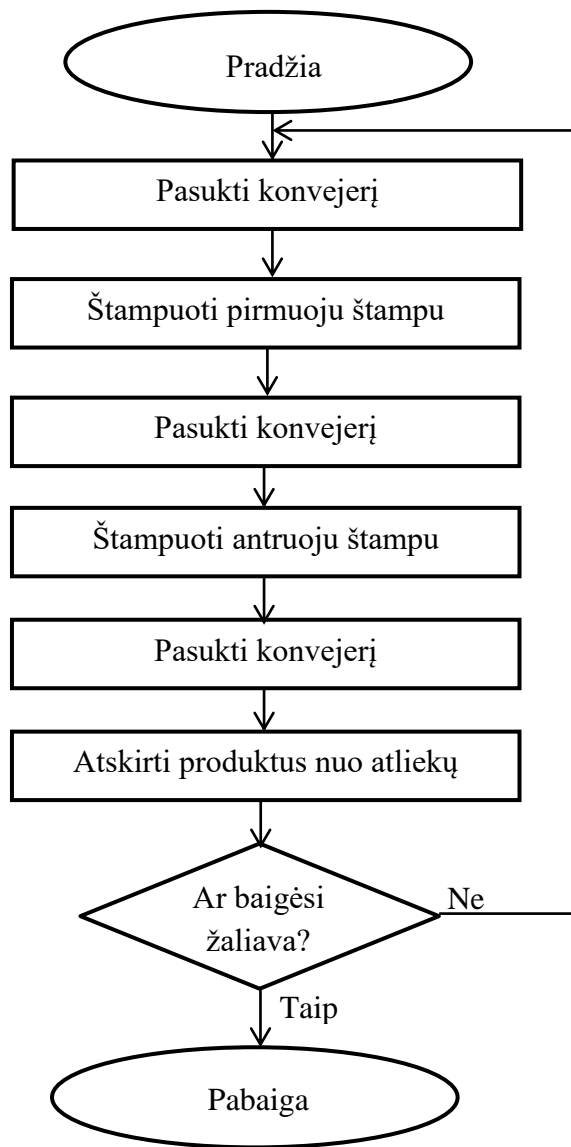 Pradžia
Pasukti konvejerį
Štampuoti pirmuoju štampu
Pasukti konvejerį
Štampuoti antruoju štampu
Pasukti konvejerį
Atskirti produktus nuo atliekų
Ar baigėsi
žaliava?
Ne
Taip
Pabaiga